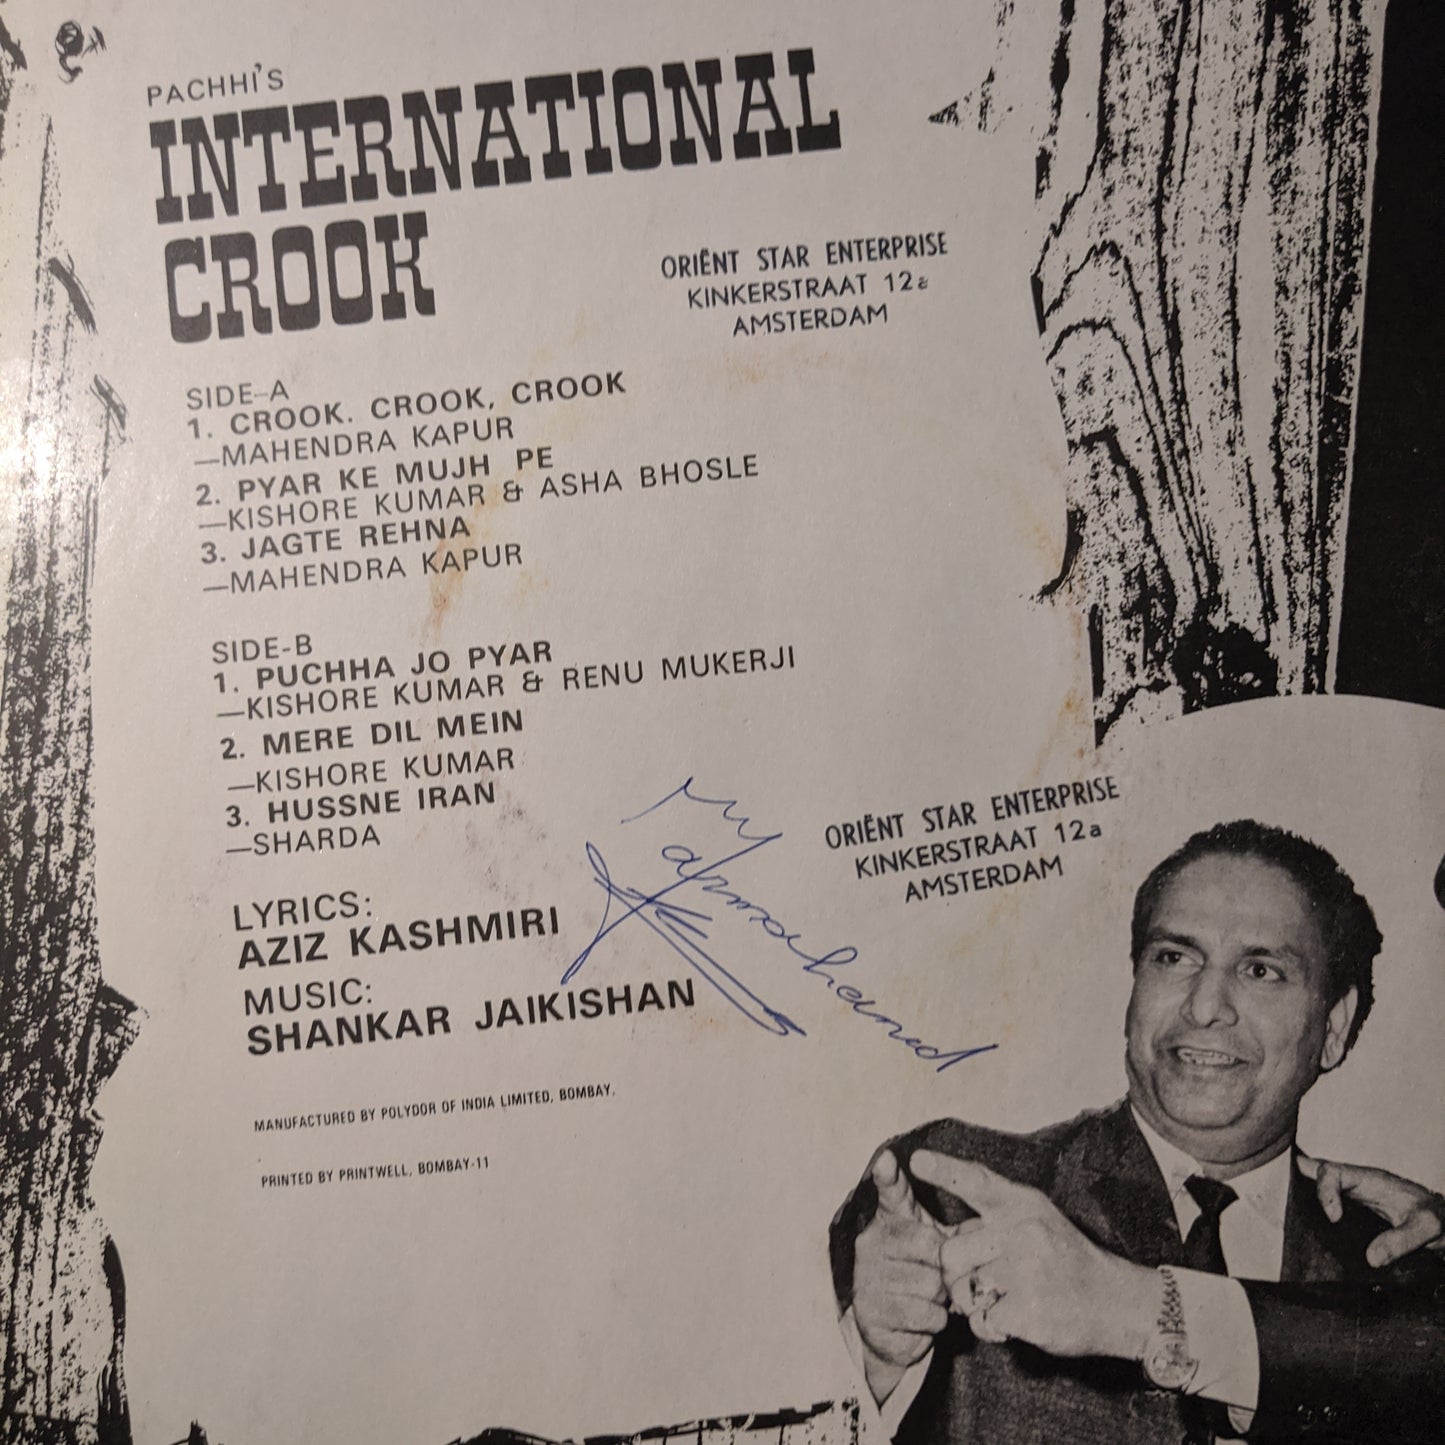 PACHHI'S
INTERNATIONAL
CROOK
ORIËNT STAR ENTERPRISE
KINKERSTRAAT 12a
AMSTERDAM
SIDE-A
1. CROOK. CROOK, CROOK
—MAHENDRA KAPUR
2. PYAR KE MUJH PE
—KISHORE KUMAR & ASHA BHOSLE
3. JAGTE REHNA
—MAHENDRA KAPUR
SIDE-B
1. PUCHHA JO PYAR
—KISHORE KUMAR & RENU MUKERJI
2. MERE DIL MEIN
—KISHORE KUMAR
3. HUSSNE IRAN
—SHARDA
ORIËNT STAR ENTERPRISE
KINKERSTRAAT 12a
AMSTERDAM
LYRICS:
AZIZ KASHMIRI
MUSIC:
SHANKAR JAIKISHAN
MANUFACTURED BY POLYDOR OF INDIA LIMITED, BOMBAY.
PRINTED BY PRINTWELL, BOMBAY-11